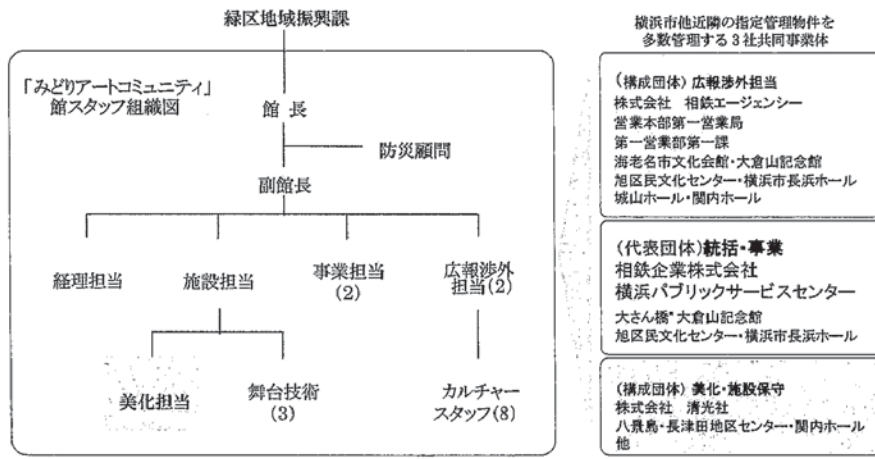 緑区地域振興課
「みどりアートコミュニティ」
館スタッフ組織図
館 長
防災顧問
副館長
経理担当
施設担当
事業担当
(2)
広報渉外
担当(2)
美化担当
舞台技術
(3)
カルチャー
スタッフ(8)
横浜市他近隣の指定管理物件を
多数管理する3社共同事業体
(構成団体) 広報渉外担当
株式会社 相鉄エージェンシー
営業本部第一営業局
第一営業部第一課
海老名市文化会館・大倉山記念館
旭区民文化センター・横浜市長浜ホール
城山ホール・関内ホール
(代表団体)統括・事業
相鉄企業株式会社
横浜パブリックサービスセンター
大さん橋* 大倉山記念館
旭区民文化センター・横浜市長浜ホール
(構成団体) 美化・施設保守
株式会社 清光社
八景島・長津田地区センター・関内ホール
他